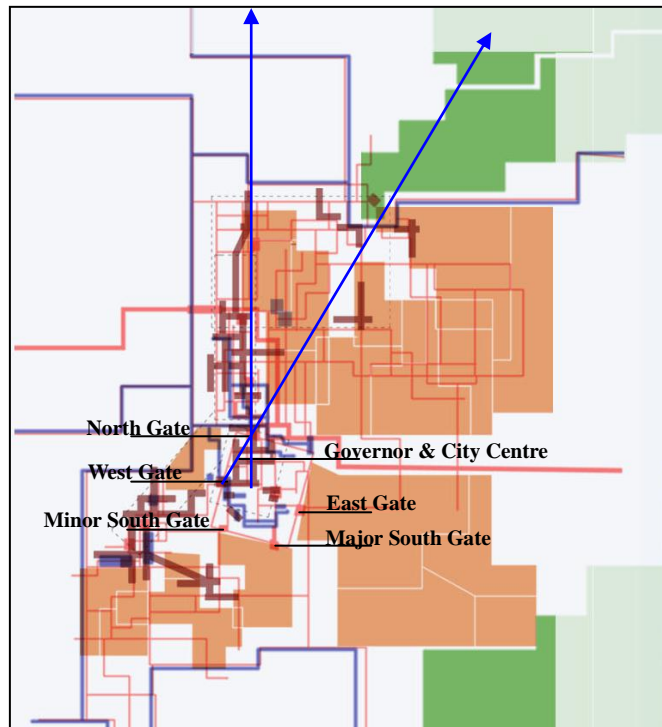 North Gate
Governor & City Centre
West Gate
East Gate
Minor South Gate
Major South Gate